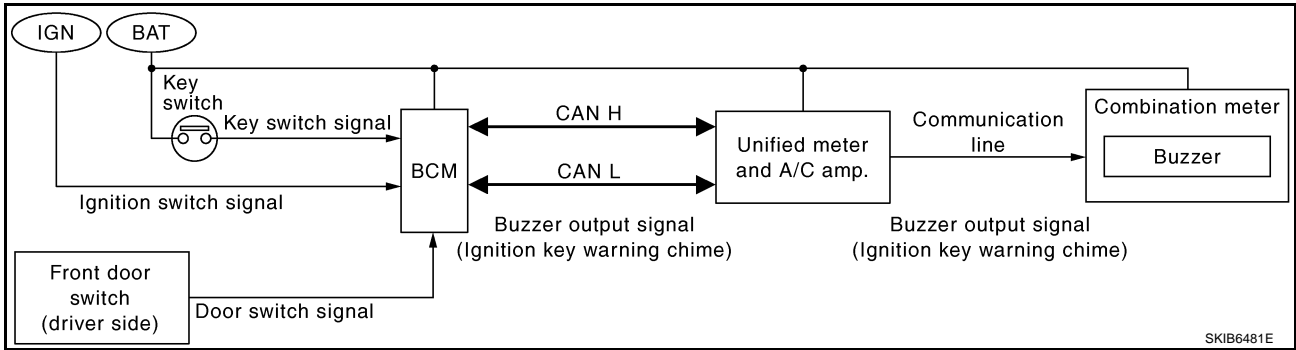 IGN
BAT
Key
switch
Key switch signal
Ignition switch signal
Front door
switch
(driver side)
Door switch signal
BCM
CAN H
CAN L
Buzzer output signal
(Ignition key warning chime)
Unified meter
and A/C amp.
Communication
line
Buzzer output signal
(Ignition key warning chime)
Combination meter
Buzzer
SKIB6481E